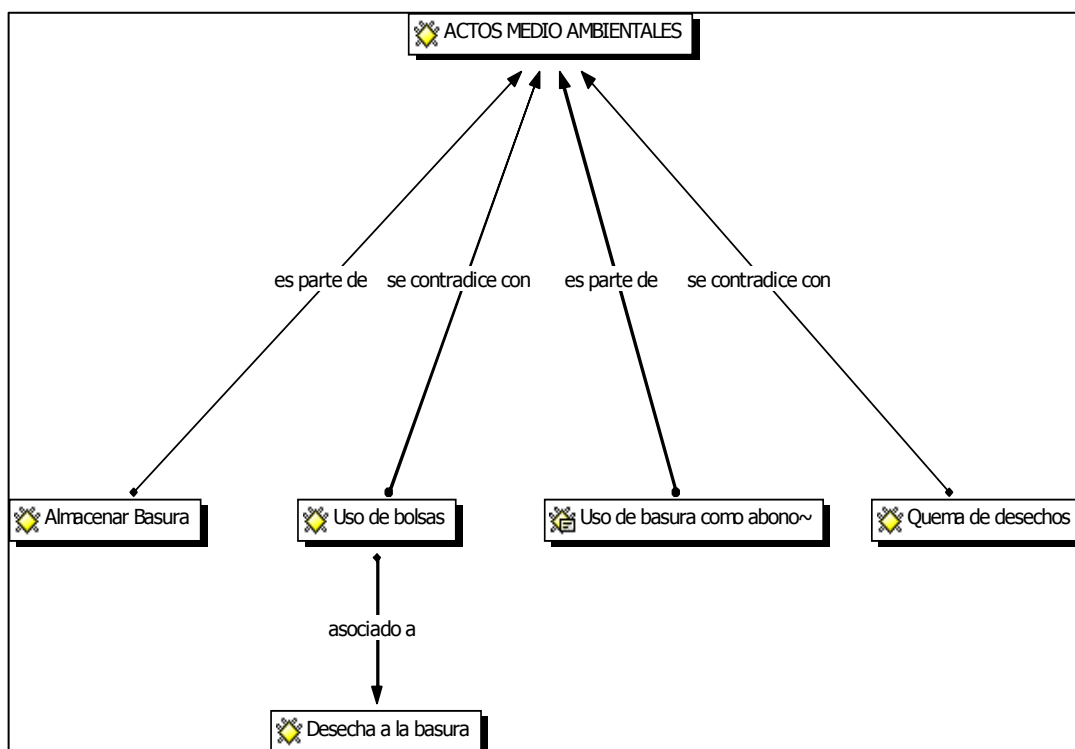 ACTOS MEDIO AMBIENTALES
es parte de
se contradice con
es parte de
se contradice con
Almacenar Basura
Uso de bolsas
Uso de basura como abono~
Quema de desechos
asociado a
Desecha a la basura